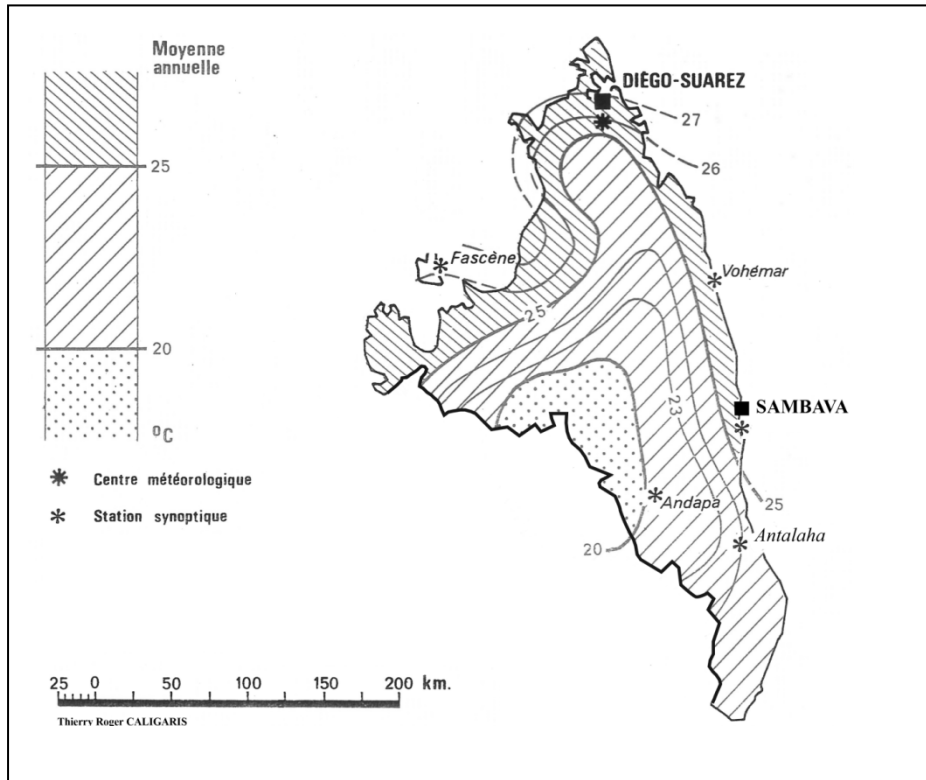 Moyenne
annuelle
25
20
°C
Centre météorologique
Station synoptique
DIÉGO-SUAREZ
27
26
Fascène
Vohémar
25
23
SAMBAVA
Andapa
25
20
Antalaha
25 0 50 75 100 150 200 km.
Thierry Roger CALIGARIS